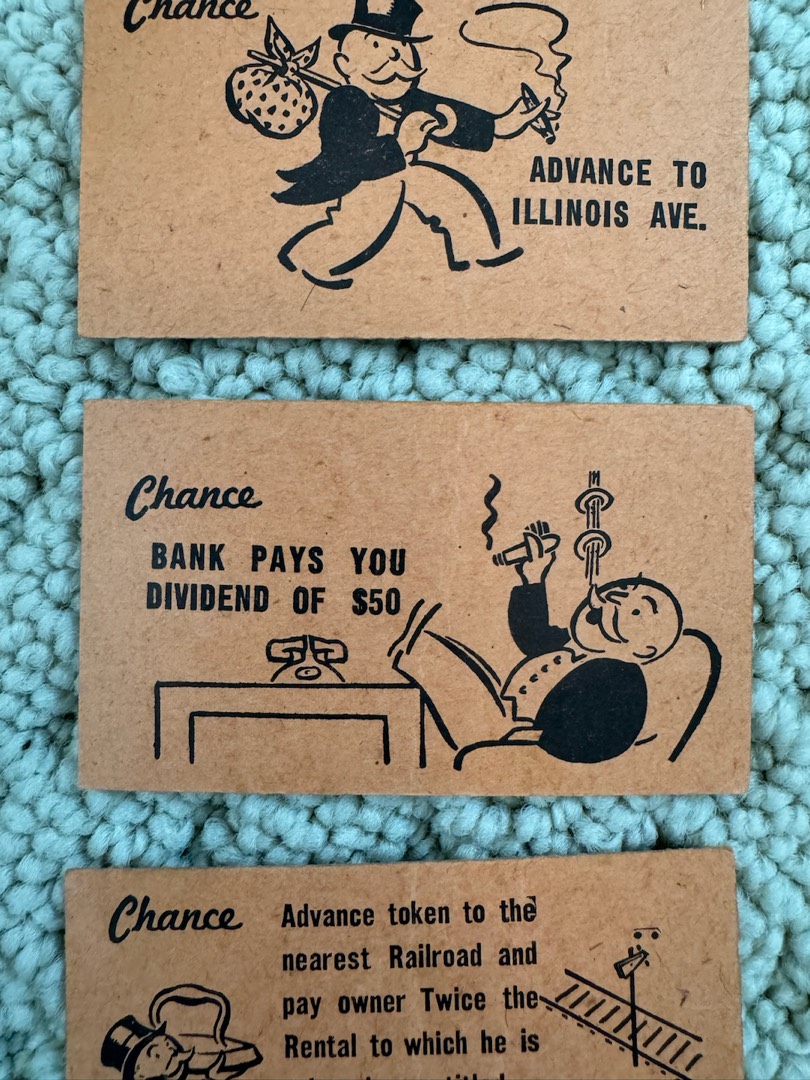 Chance
ADVANCE TO
ILLINOIS AVE.
Chance
BANK PAYS YOU
DIVIDEND OF $50
Chance
Advance token to the
nearest Railroad and
pay owner Twice the
Rental to which he is